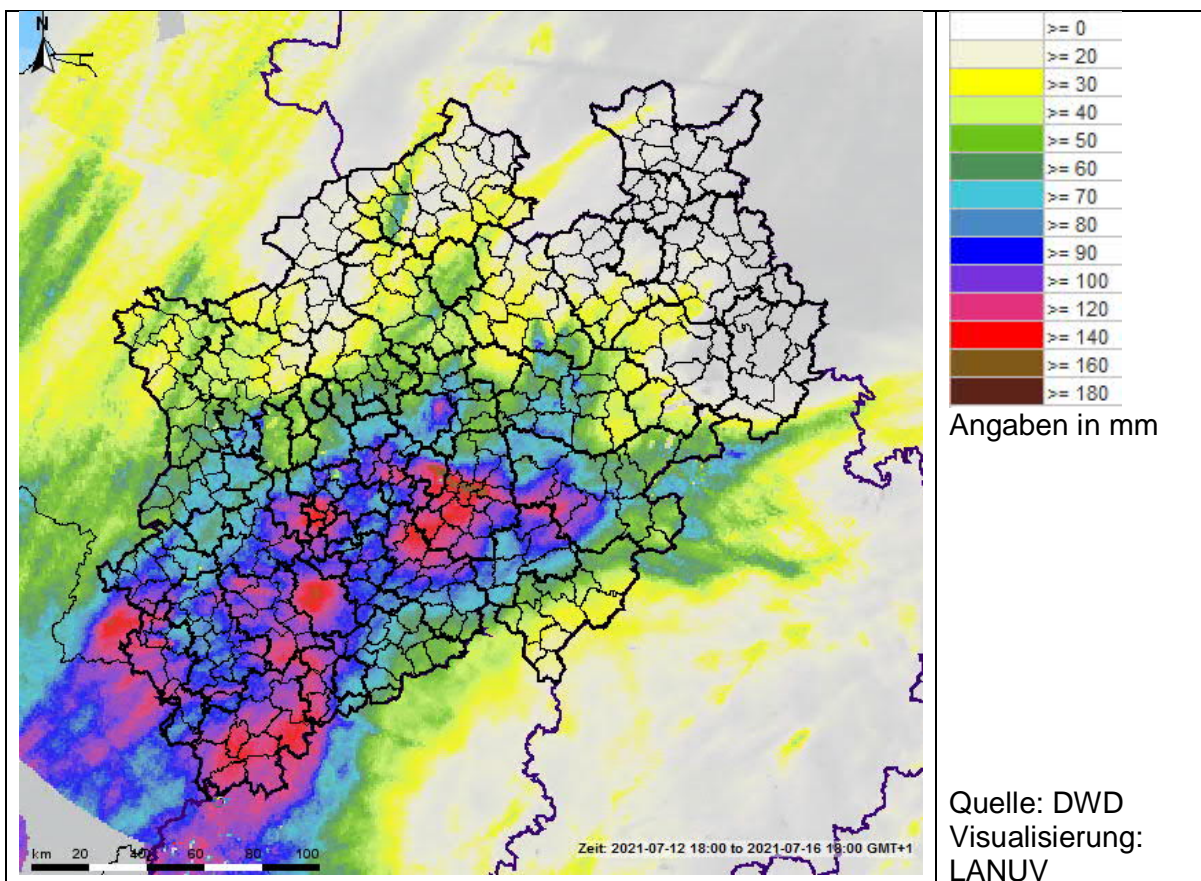 N
>= 0
>= 20
>= 30
>= 40
>= 50
>= 60
>= 70
>= 80
>= 90
>= 100
>= 120
>= 140
>= 160
>= 180
Angaben in mm
Quelle: DWD
Visualisierung:
LANUV
km 20 40 60 80 100
Zeit: 2021-07-12 18:00 to 2021-07-16 18:00 GMT+1